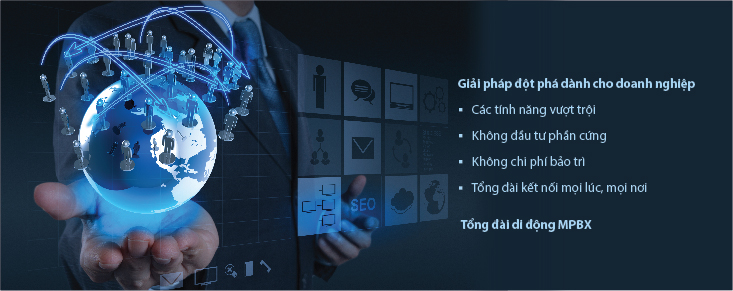 Giải pháp đột phá dành cho doanh nghiệp
▪ Các tính năng vượt trội
▪ Không đầu tư phần cứng
▪ Không chi phí bảo trì
▪ Tổng đài kết nối mọi lúc, mọi nơi
SEO
Tổng đài di động MPBX